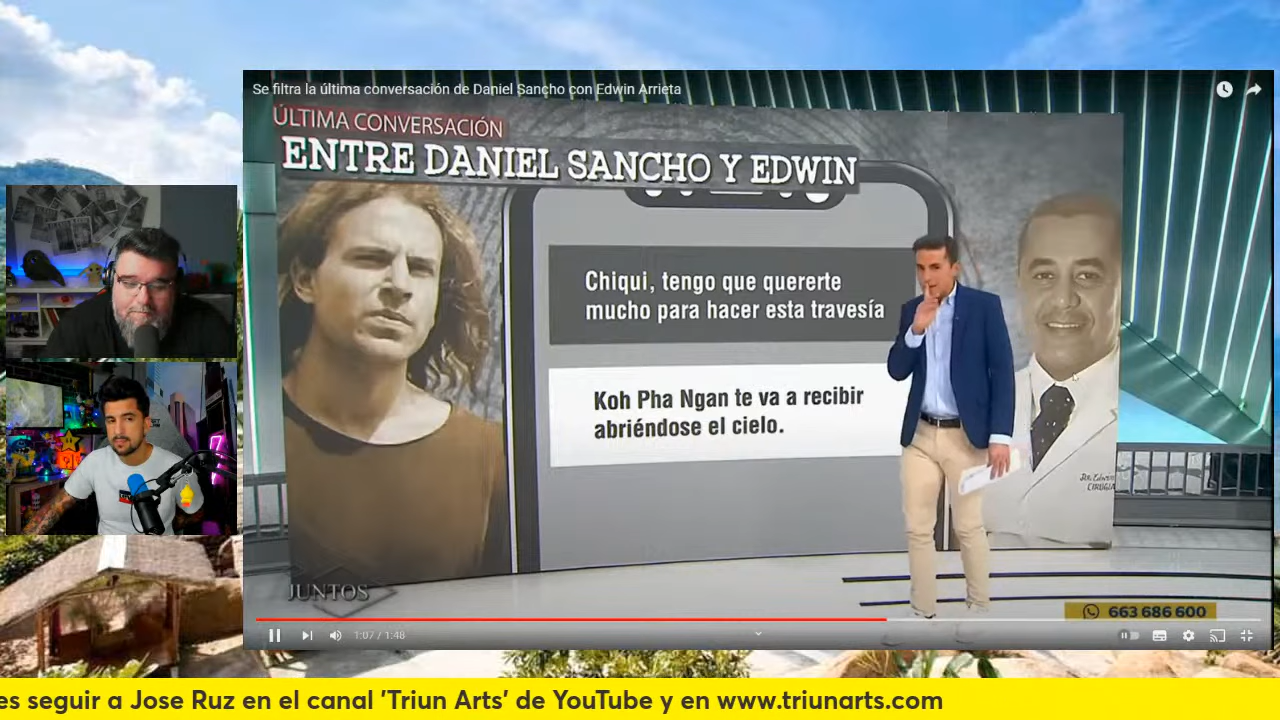 Se filtra la última conversación de Daniel Sancho con Edwin Arrieta
ÚLTIMA CONVERSACIÓN
ENTRE DANIEL SANCHO Y EDWIN
Chiqui, tengo que quererte
mucho para hacer esta travesía
Koh Pha Ngan te va a recibir
abriéndose el cielo.
CIRUGÍA
JUNTOS
663 686 600
1:07 / 1:48
es seguir a Jose Ruz en el canal 'Triun Arts' de YouTube y en www.triunarts.com